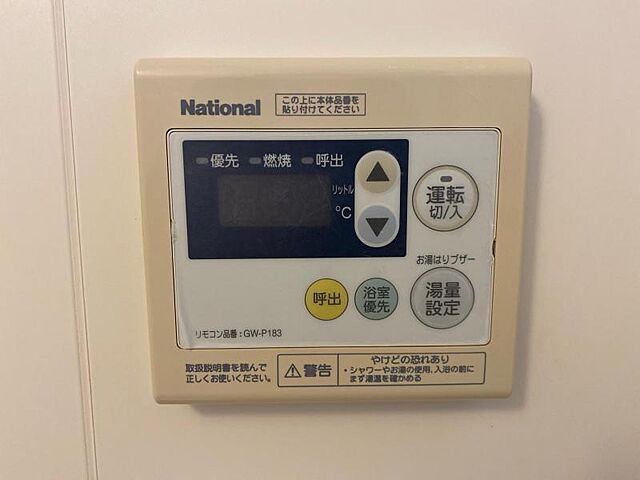 National
この上に本体品番を
貼り付けてください
優先 燃焼 呼出
リットル
℃
運転
切/入
お湯はりブザー
呼出
浴室
優先
湯量
設定
リモコン品番：GW-P183
取扱説明書を読んで
正しくお使いください。
警告
やけどの恐れあり
・シャワーやお湯の使用、入浴の前に
まず湯温を確かめる